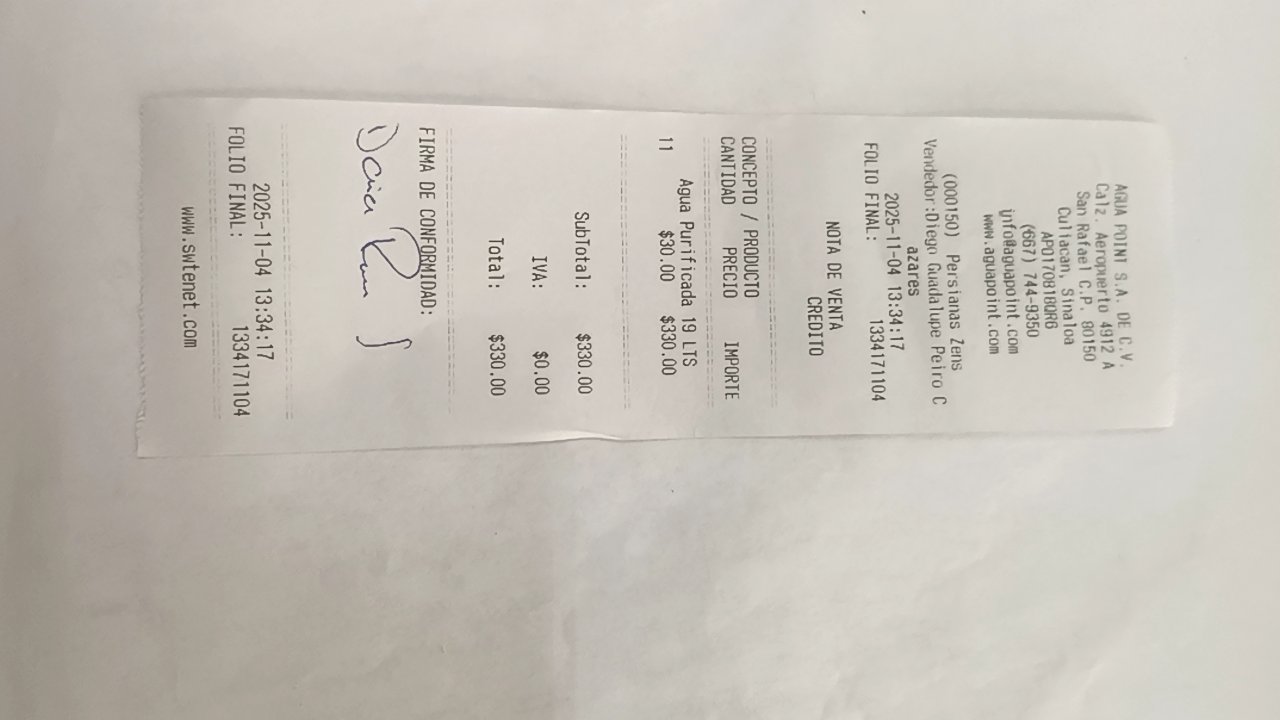 AGUA POINT S.A. DE C.V.
Calz. Aeropuerto 4912 A
San Rafael C.P. 80150
Culiacan, Sinaloa
APO170818QR6
(667) 744-9350
info@aguapoint.com
www.aguapoint.com
(000150) Persianas Zens
Vendedor:Diego Guadalupe Peiro C
azares
2025-11-04 13:34:17
FOLIO FINAL: 1334171104
NOTA DE VENTA
CREDITO
CONCEPTO / PRODUCTO
CANTIDAD PRECIO IMPORTE
Agua Purificada 19 LTS
11 $30.00 $330.00
SubTotal: $330.00
IVA: $0.00
Total: $330.00
FIRMA DE CONFORMIDAD:
2025-11-04 13:34:17
FOLIO FINAL: 1334171104
www.swtenet.com